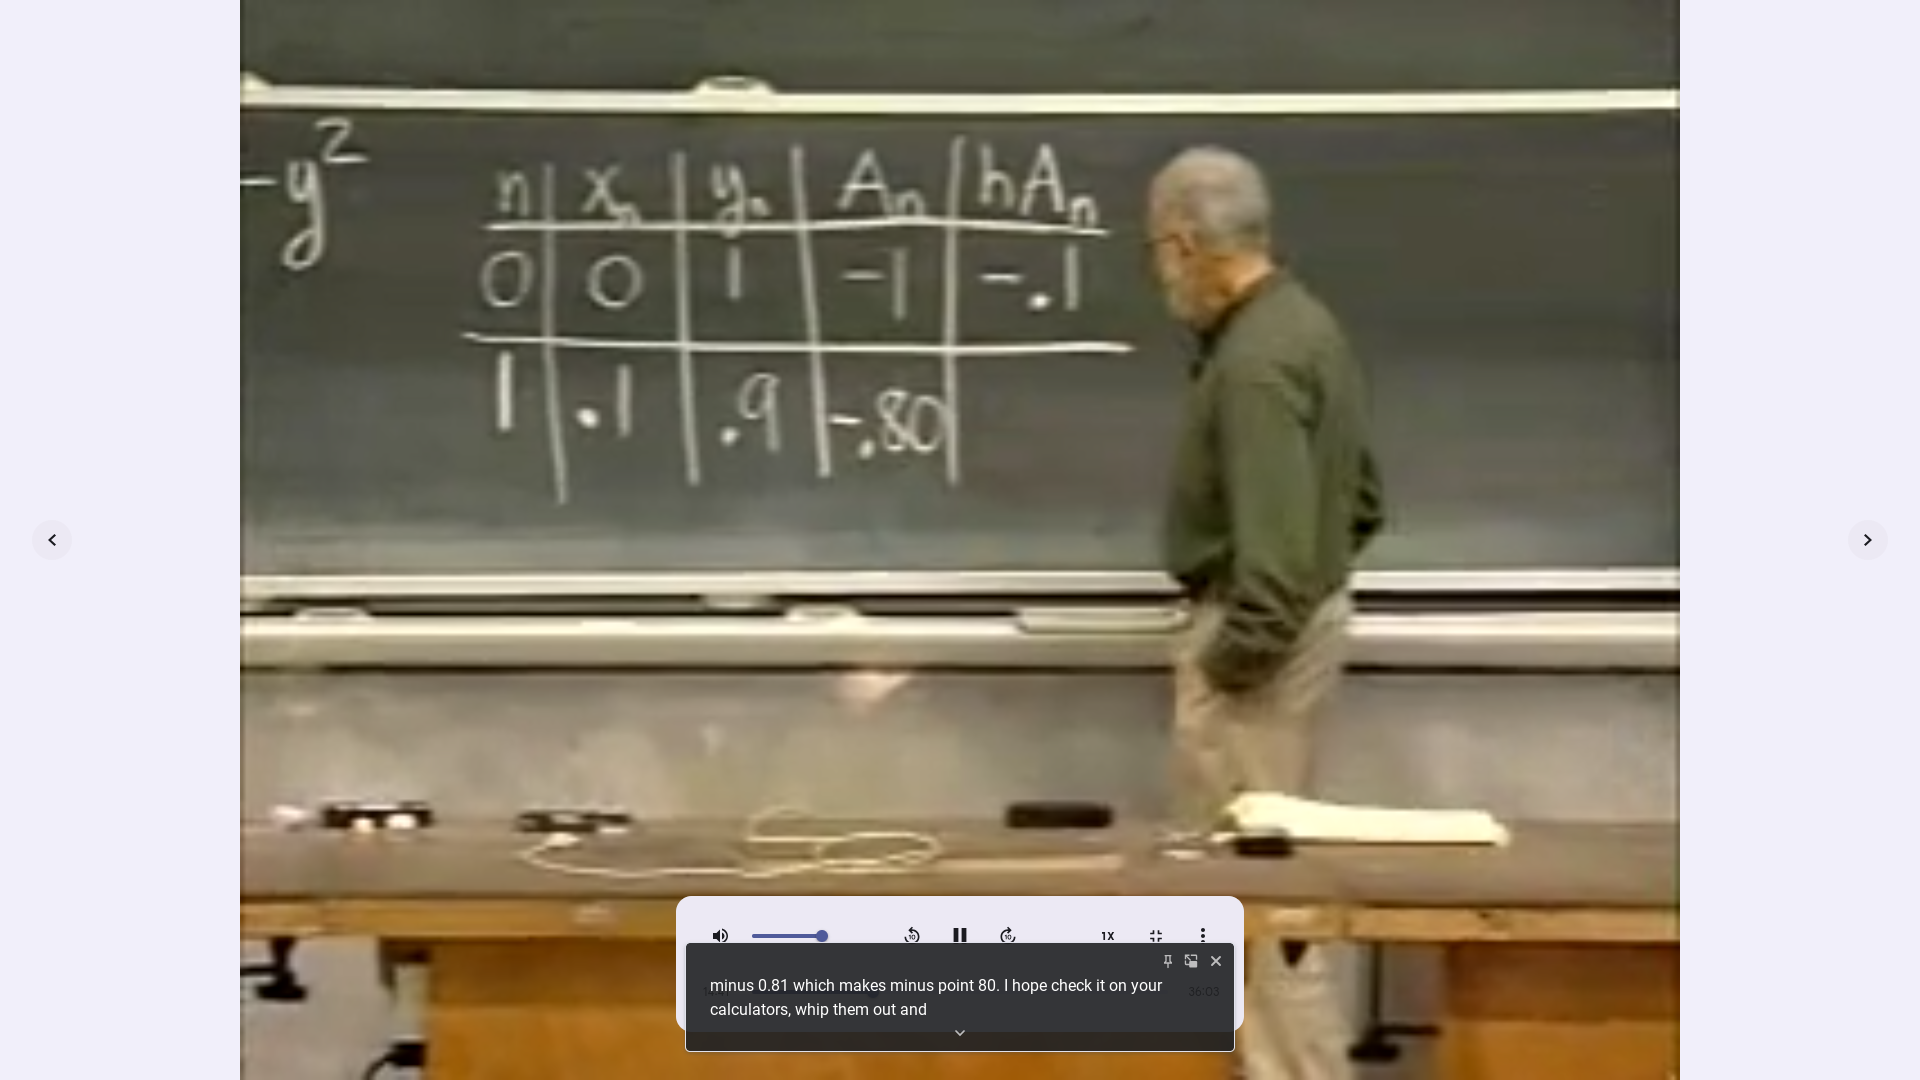 -y²
n xₙ yₙ Aₙ hAₙ
0 0 1 -1 -.1
1 .1 .9 -.80
1X
36:03
minus 0.81 which makes minus point 80. I hope check it on your
calculators, whip them out and